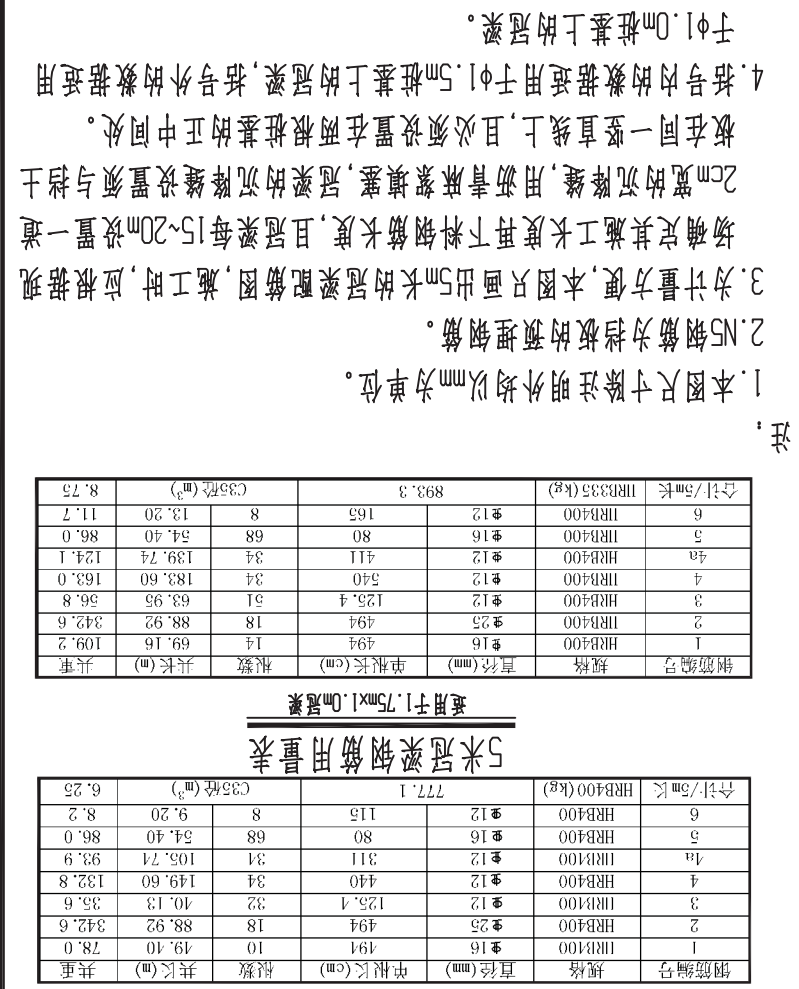 钢筋编号 规格 直径(mm) 单根长(cm) 根数 共长(m) 共重
1 HRB400 ⌀16 494 10 49.40 78.0
2 HRB400 ⌀25 494 18 88.92 342.6
3 HRB400 ⌀12 125.4 32 40.13 35.6
4 HRB400 ⌀12 440 34 149.60 132.8
4a HRB400 ⌀12 311 34 105.74 93.9
5 HRB400 ⌀16 80 68 54.40 86.0
6 HRB400 ⌀12 115 8 9.20 8.2
合计/5m长 HRB400(kg) 777.1 C35砼(m³) 6.25
5米冠梁钢筋用量表
适用于1.75mx1.0m冠梁
钢筋编号 规格 直径(mm) 单根长(cm) 根数 共长(m) 共重
1 HRB400 ⌀16 494 14 69.16 109.2
2 HRB400 ⌀25 494 18 88.92 342.6
3 HRB400 ⌀12 125.4 51 63.95 56.8
4 HRB400 ⌀12 540 34 183.60 163.0
4a HRB400 ⌀12 411 34 139.74 124.1
5 HRB400 ⌀16 80 68 54.40 86.0
6 HRB400 ⌀12 165 8 13.20 11.7
合计/5m长 HRB335(kg) 893.3 C35砼(m³) 8.75
注:
1.本图尺寸除注明外均以mm为单位。
2.N5钢筋为挡板的预埋钢筋。
3.为计量方便,本图只画出5m长的冠梁配筋图,施工时,应根据现
场确定其施工长度再下料钢筋长度,且冠梁每15~20m设置一道
2cm宽的沉降缝,用沥青麻絮填塞,冠梁的沉降缝设置须与挡土
板在同一竖直线上,且必须设置在两根桩基的正中间处。
4.括号内的数据适用于φ1.5m桩基上的冠梁,括号外的数据适用
于φ1.0m桩基上的冠梁。